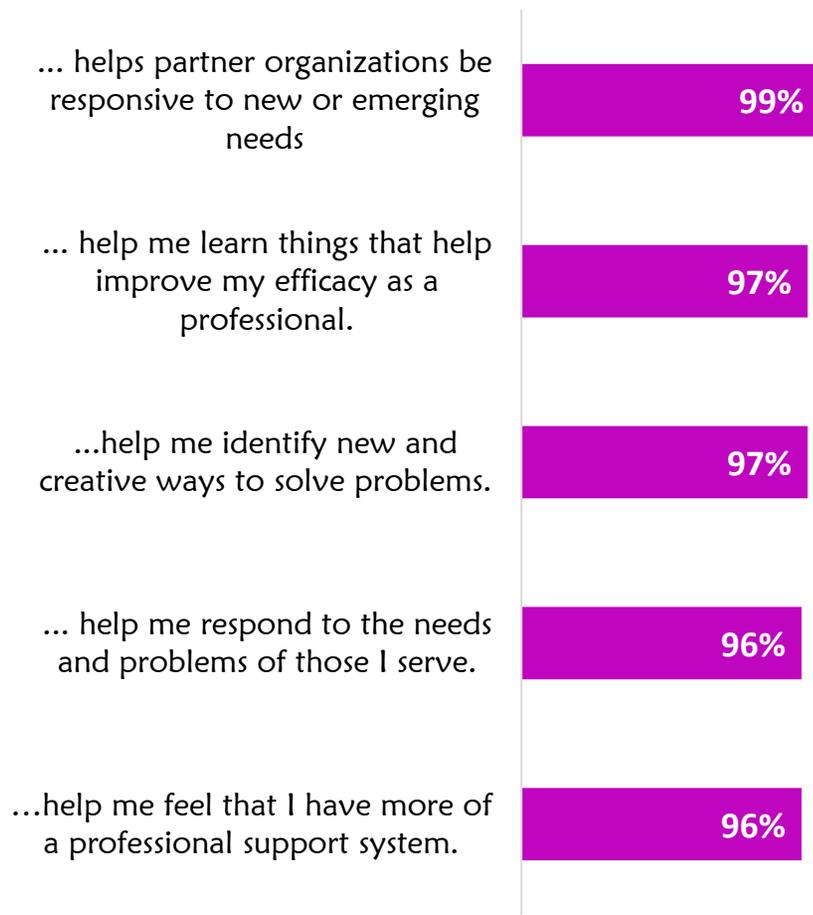 ... helps partner organizations be
responsive to new or emerging
needs
99%
... help me learn things that help
improve my efficacy as a
professional.
97%
...help me identify new and
creative ways to solve problems.
97%
... help me respond to the needs
and problems of those I serve.
96%
...help me feel that I have more of
a professional support system.
96%